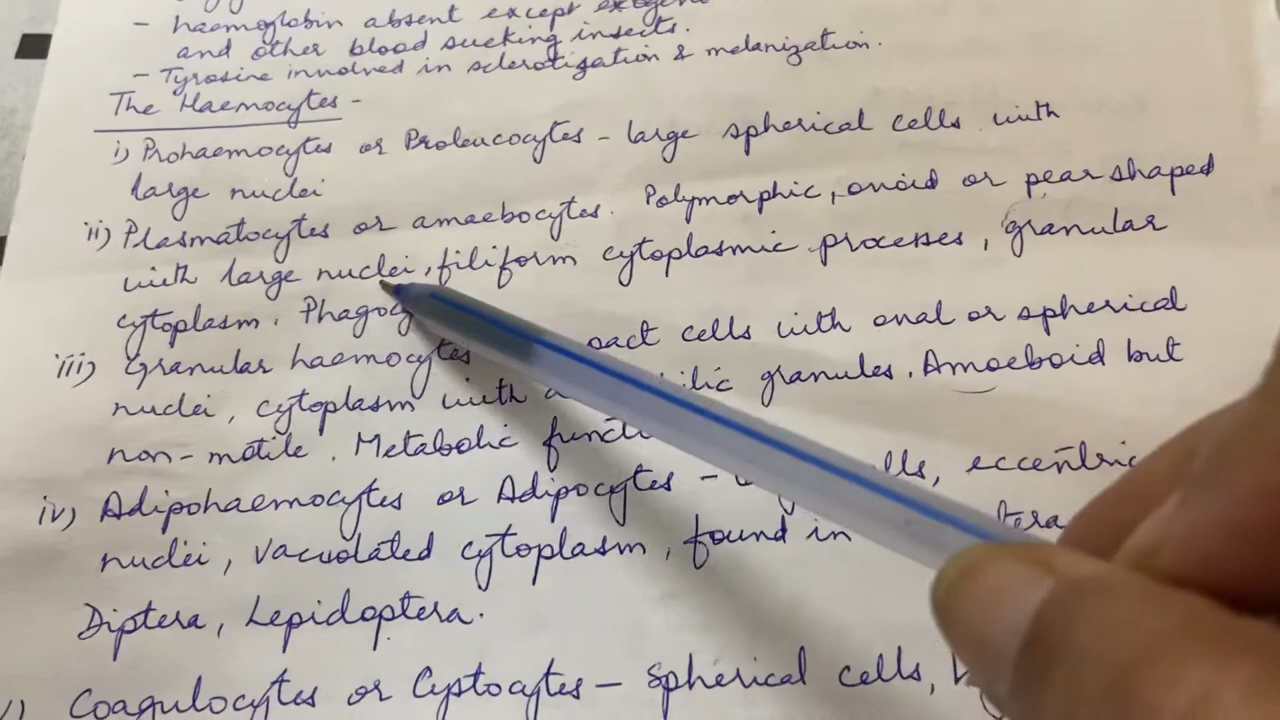 - haemoglobin absent except
and other blood sucking insects.
- Tyrosine involved in sclerotization & melanization.
The Haemocytes -
i) Prohaemocytes or Proleucocytes - large spherical cells with
large nuclei
ii) Plasmatocytes or amaebocytes. Polymorphic, ovoid or pear shaped
with large nuclei, filiform cytoplasmic processes, granular
cytoplasm.
iii) Granular haemocytes cells with oval or spherical
nuclei, cytoplasm with granules. Amoeboid but
non-motile. Metabolic
iv) Adipohaemocytes or Adipocytes - eccentric
nuclei, vacuolated cytoplasm, found in
Diptera, Lepidoptera.
Coagulocytes or Cystocytes - spherical cells,